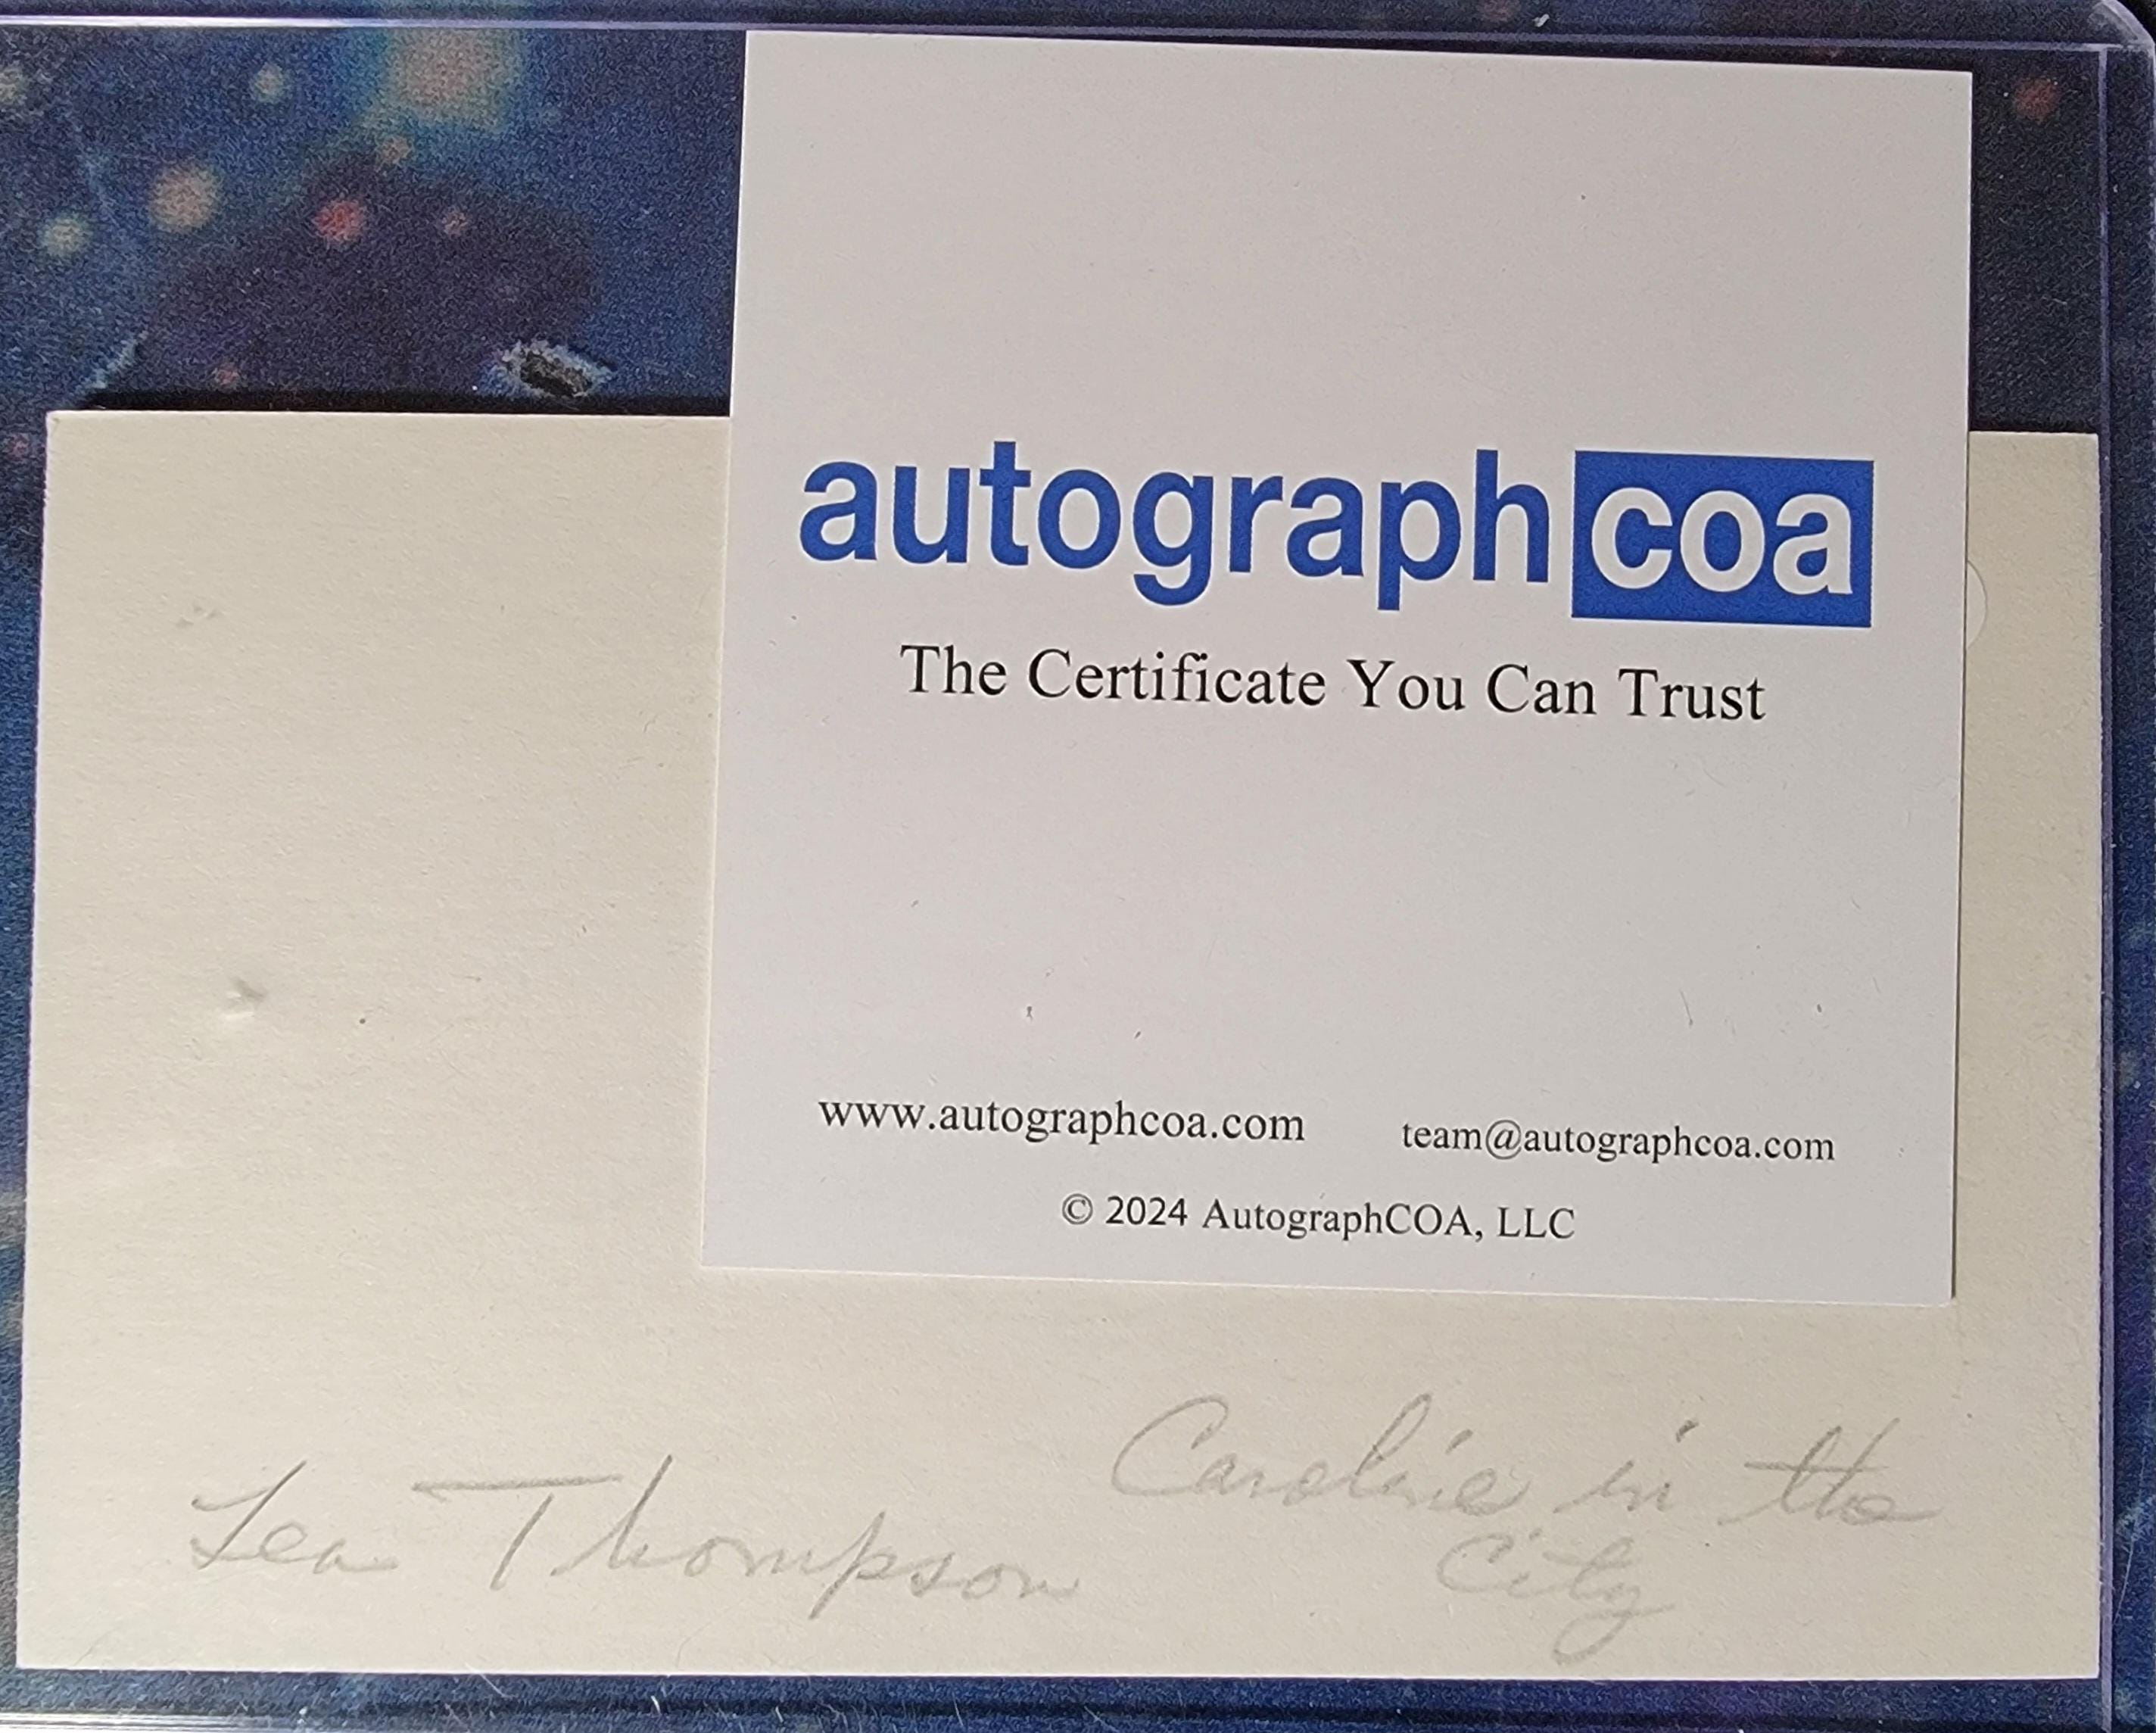 autographcoa
The Certificate You Can Trust
www.autographcoa.com team@autographcoa.com
© 2024 AutographCOA, LLC
Lea Thompson
Caroline in the
City